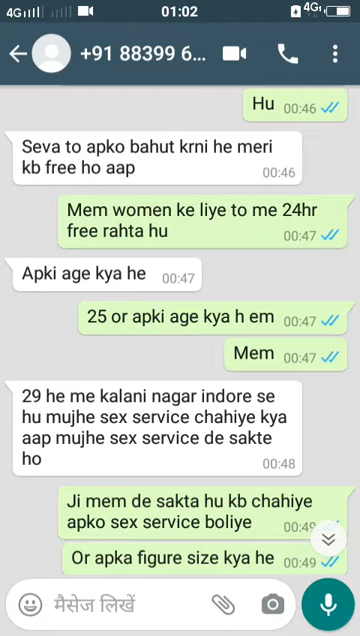 4G 01:02 4G
+91 88399 6...
Hu 00:46
Seva to apko bahut krni he meri
kb free ho aap
00:46
Mem women ke liye to me 24hr
free rahta hu
00:47
Apki age kya he 00:47
25 or apki age kya h em 00:47
Mem 00:47
29 he me kalani nagar indore se
hu mujhe sex service chahiye kya
aap mujhe sex service de sakte
ho
00:48
Ji mem de sakta hu kb chahiye
apko sex service boliye 00:49
Or apka figure size kya he 00:49
मैसेज लिखें